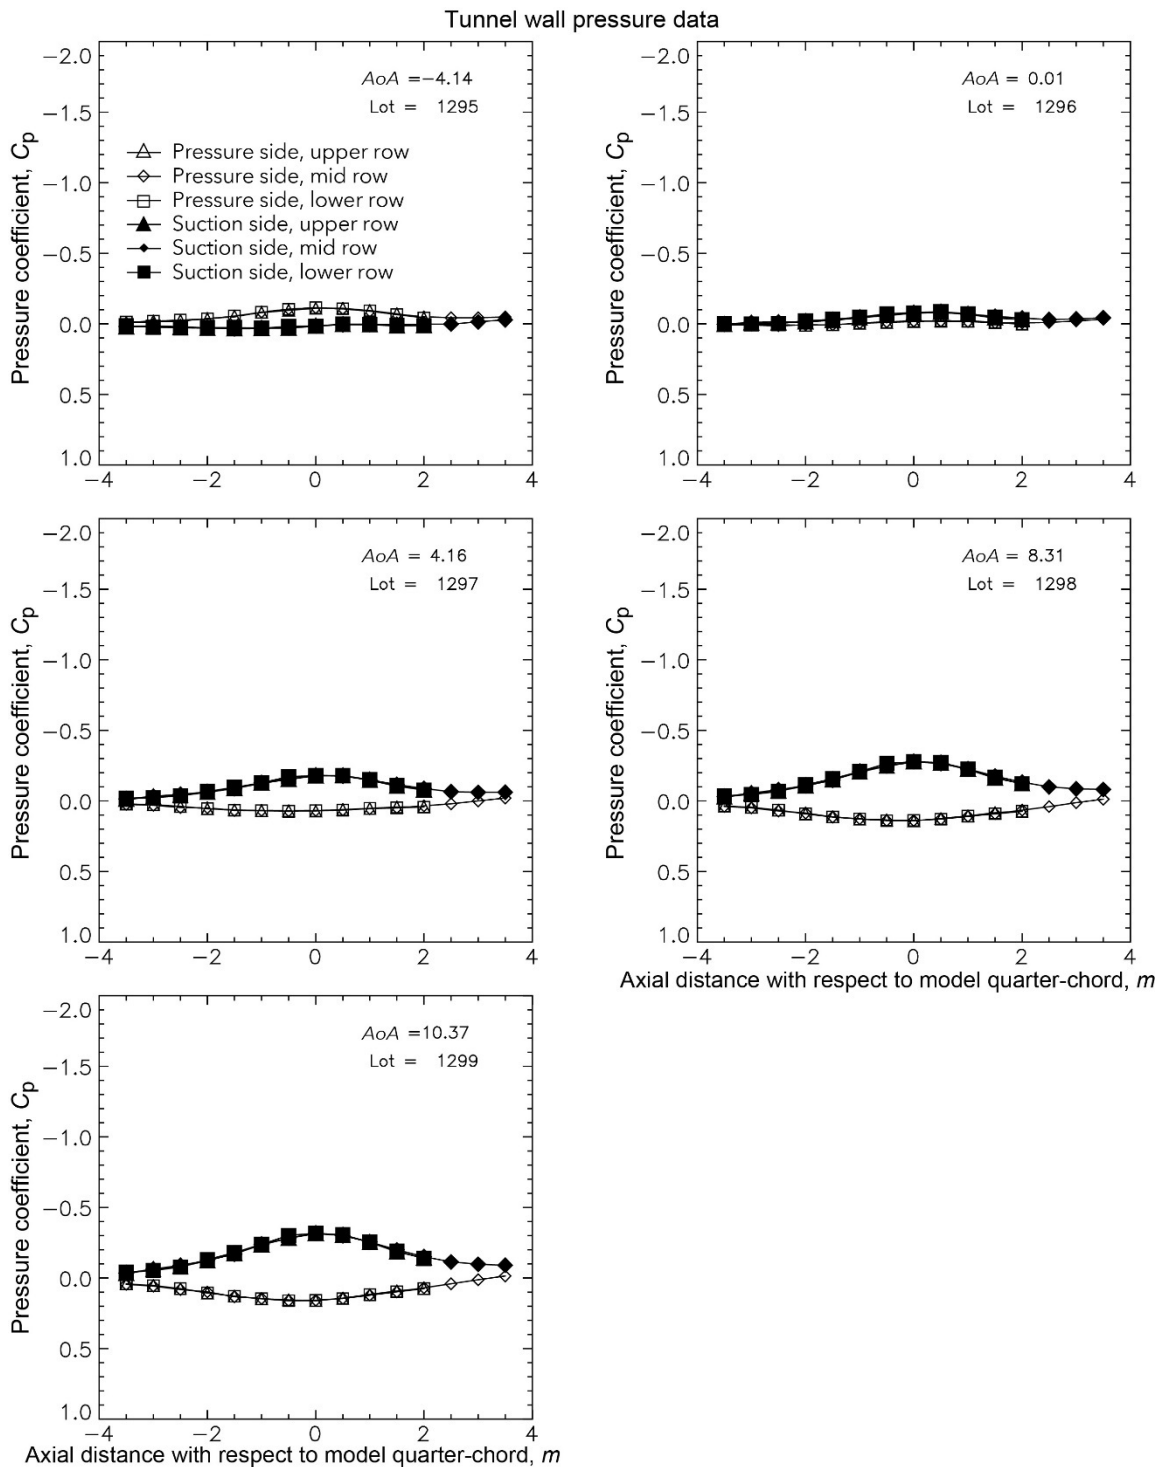 Tunnel wall pressure data
AoA =−4.14
Lot = 1295
Pressure side, upper row
Pressure side, mid row
Pressure side, lower row
Suction side, upper row
Suction side, mid row
Suction side, lower row
Pressure coefficient, Cp
−2.0
−1.5
−1.0
−0.5
0.0
0.5
1.0
−4 −2 0 2 4
AoA = 0.01
Lot = 1296
Pressure coefficient, Cp
−2.0
−1.5
−1.0
−0.5
0.0
0.5
1.0
−4 −2 0 2 4
AoA = 4.16
Lot = 1297
Pressure coefficient, Cp
−2.0
−1.5
−1.0
−0.5
0.0
0.5
1.0
−4 −2 0 2 4
AoA = 8.31
Lot = 1298
Pressure coefficient, Cp
−2.0
−1.5
−1.0
−0.5
0.0
0.5
1.0
−4 −2 0 2 4
Axial distance with respect to model quarter-chord, m
AoA =10.37
Lot = 1299
Pressure coefficient, Cp
−2.0
−1.5
−1.0
−0.5
0.0
0.5
1.0
−4 −2 0 2 4
Axial distance with respect to model quarter-chord, m